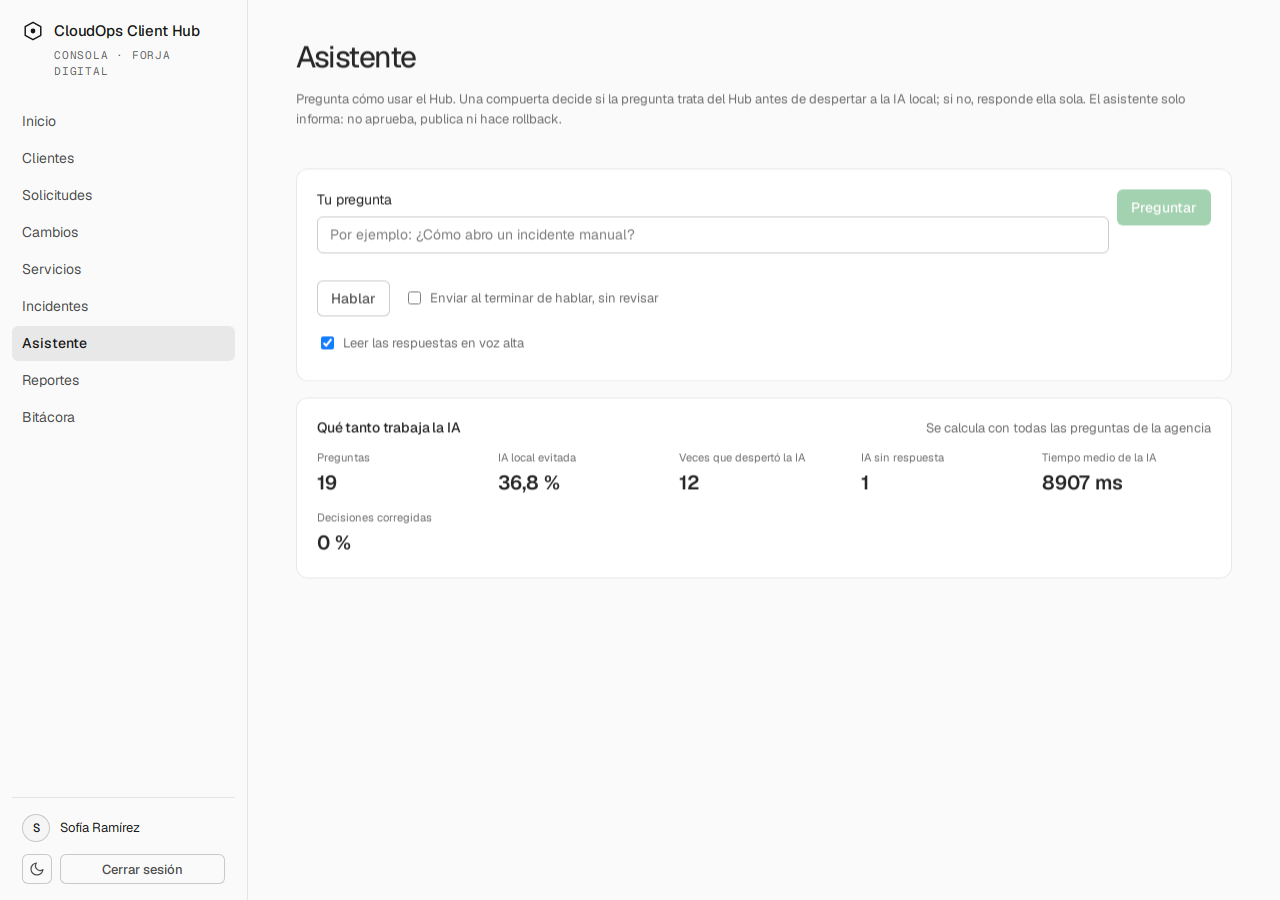 CloudOps Client Hub
CONSOLA · FORJA
DIGITAL
Inicio
Clientes
Solicitudes
Cambios
Servicios
Incidentes
Asistente
Reportes
Bitácora
S
Sofía Ramírez
Cerrar sesión
Asistente
Pregunta cómo usar el Hub. Una compuerta decide si la pregunta trata del Hub antes de despertar a la IA local; si no, responde ella sola. El asistente solo
informa: no aprueba, publica ni hace rollback.
Tu pregunta
Por ejemplo: ¿Cómo abro un incidente manual?
Preguntar
Hablar
Enviar al terminar de hablar, sin revisar
Leer las respuestas en voz alta
Qué tanto trabaja la IA
Se calcula con todas las preguntas de la agencia
Preguntas
19
IA local evitada
36,8 %
Veces que despertó la IA
12
IA sin respuesta
1
Tiempo medio de la IA
8907 ms
Decisiones corregidas
0 %